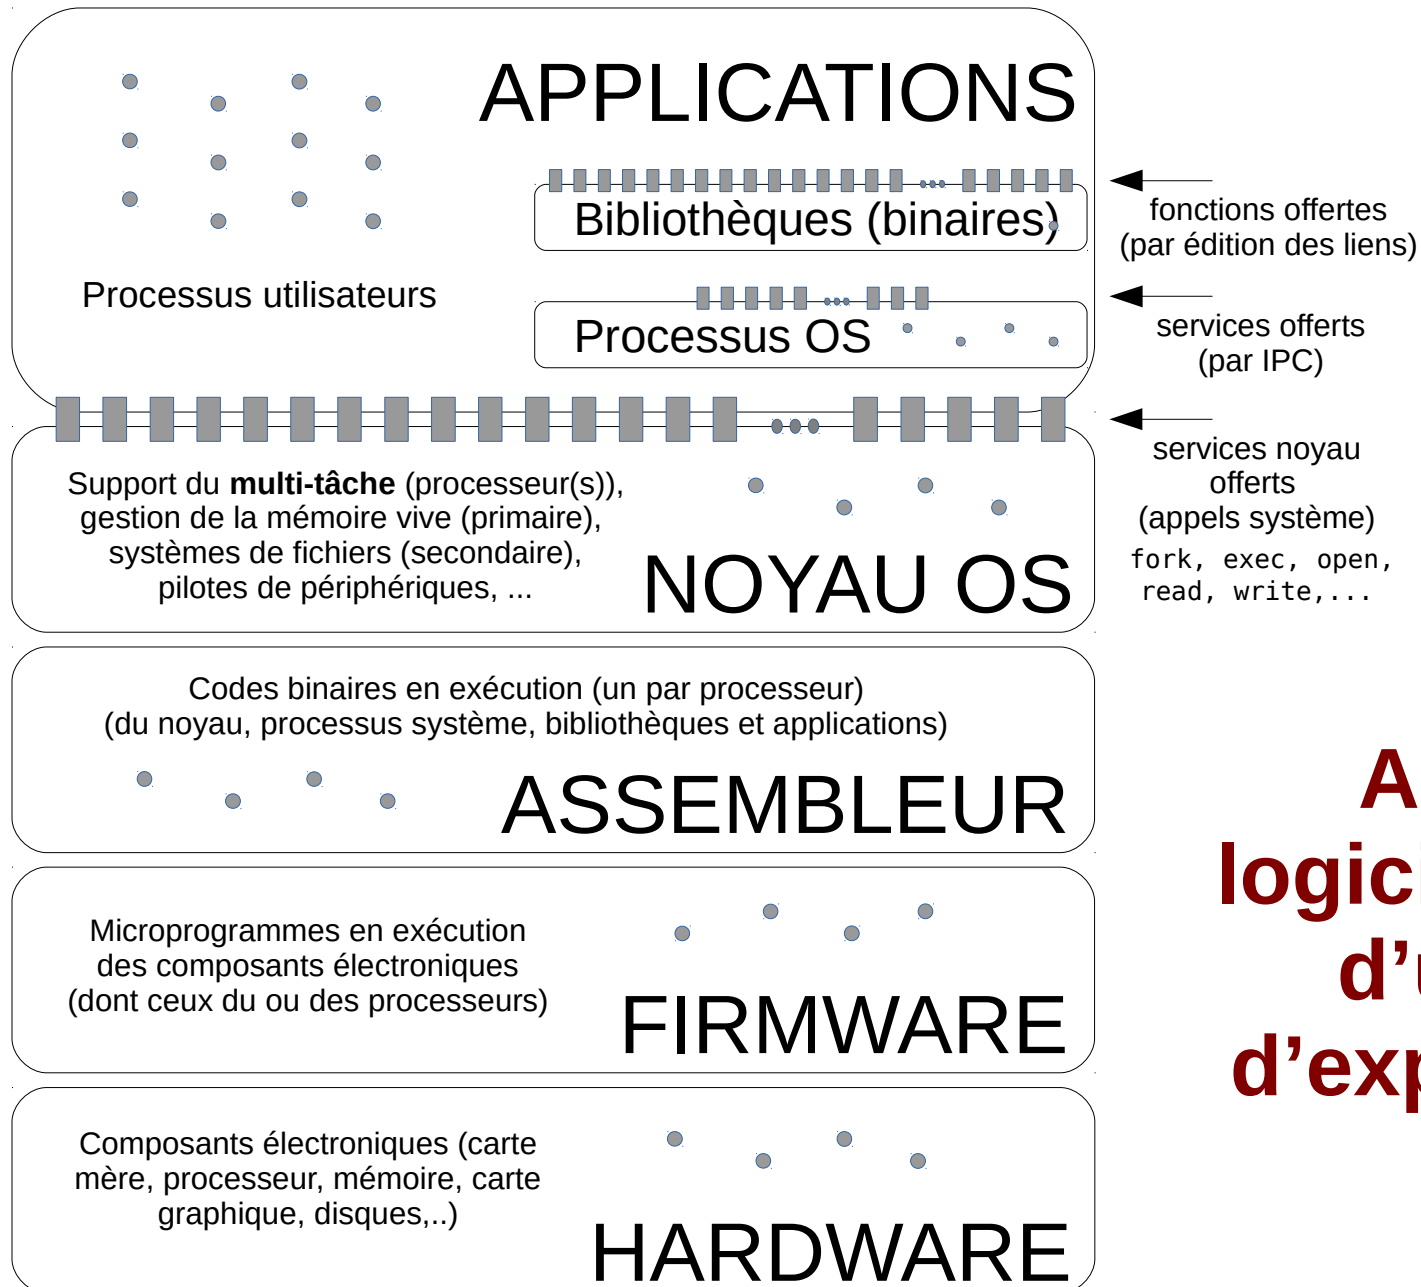 APPLICATIONS
Bibliothèques (binaires)
fonctions offertes
(par édition des liens)
Processus utilisateurs
Processus OS
services offerts
(par IPC)
services noyau
offerts
(appels système)
fork, exec, open,
read, write,...
Support du multi-tâche (processeur(s)),
gestion de la mémoire vive (primaire),
systèmes de fichiers (secondaire),
pilotes de périphériques, ...
NOYAU OS
Codes binaires en exécution (un par processeur)
(du noyau, processus système, bibliothèques et applications)
ASSEMBLEUR
Microprogrammes en exécution
des composants électroniques
(dont ceux du ou des processeurs)
FIRMWARE
Composants électroniques (carte
mère, processeur, mémoire, carte
graphique, disques,..)
HARDWARE